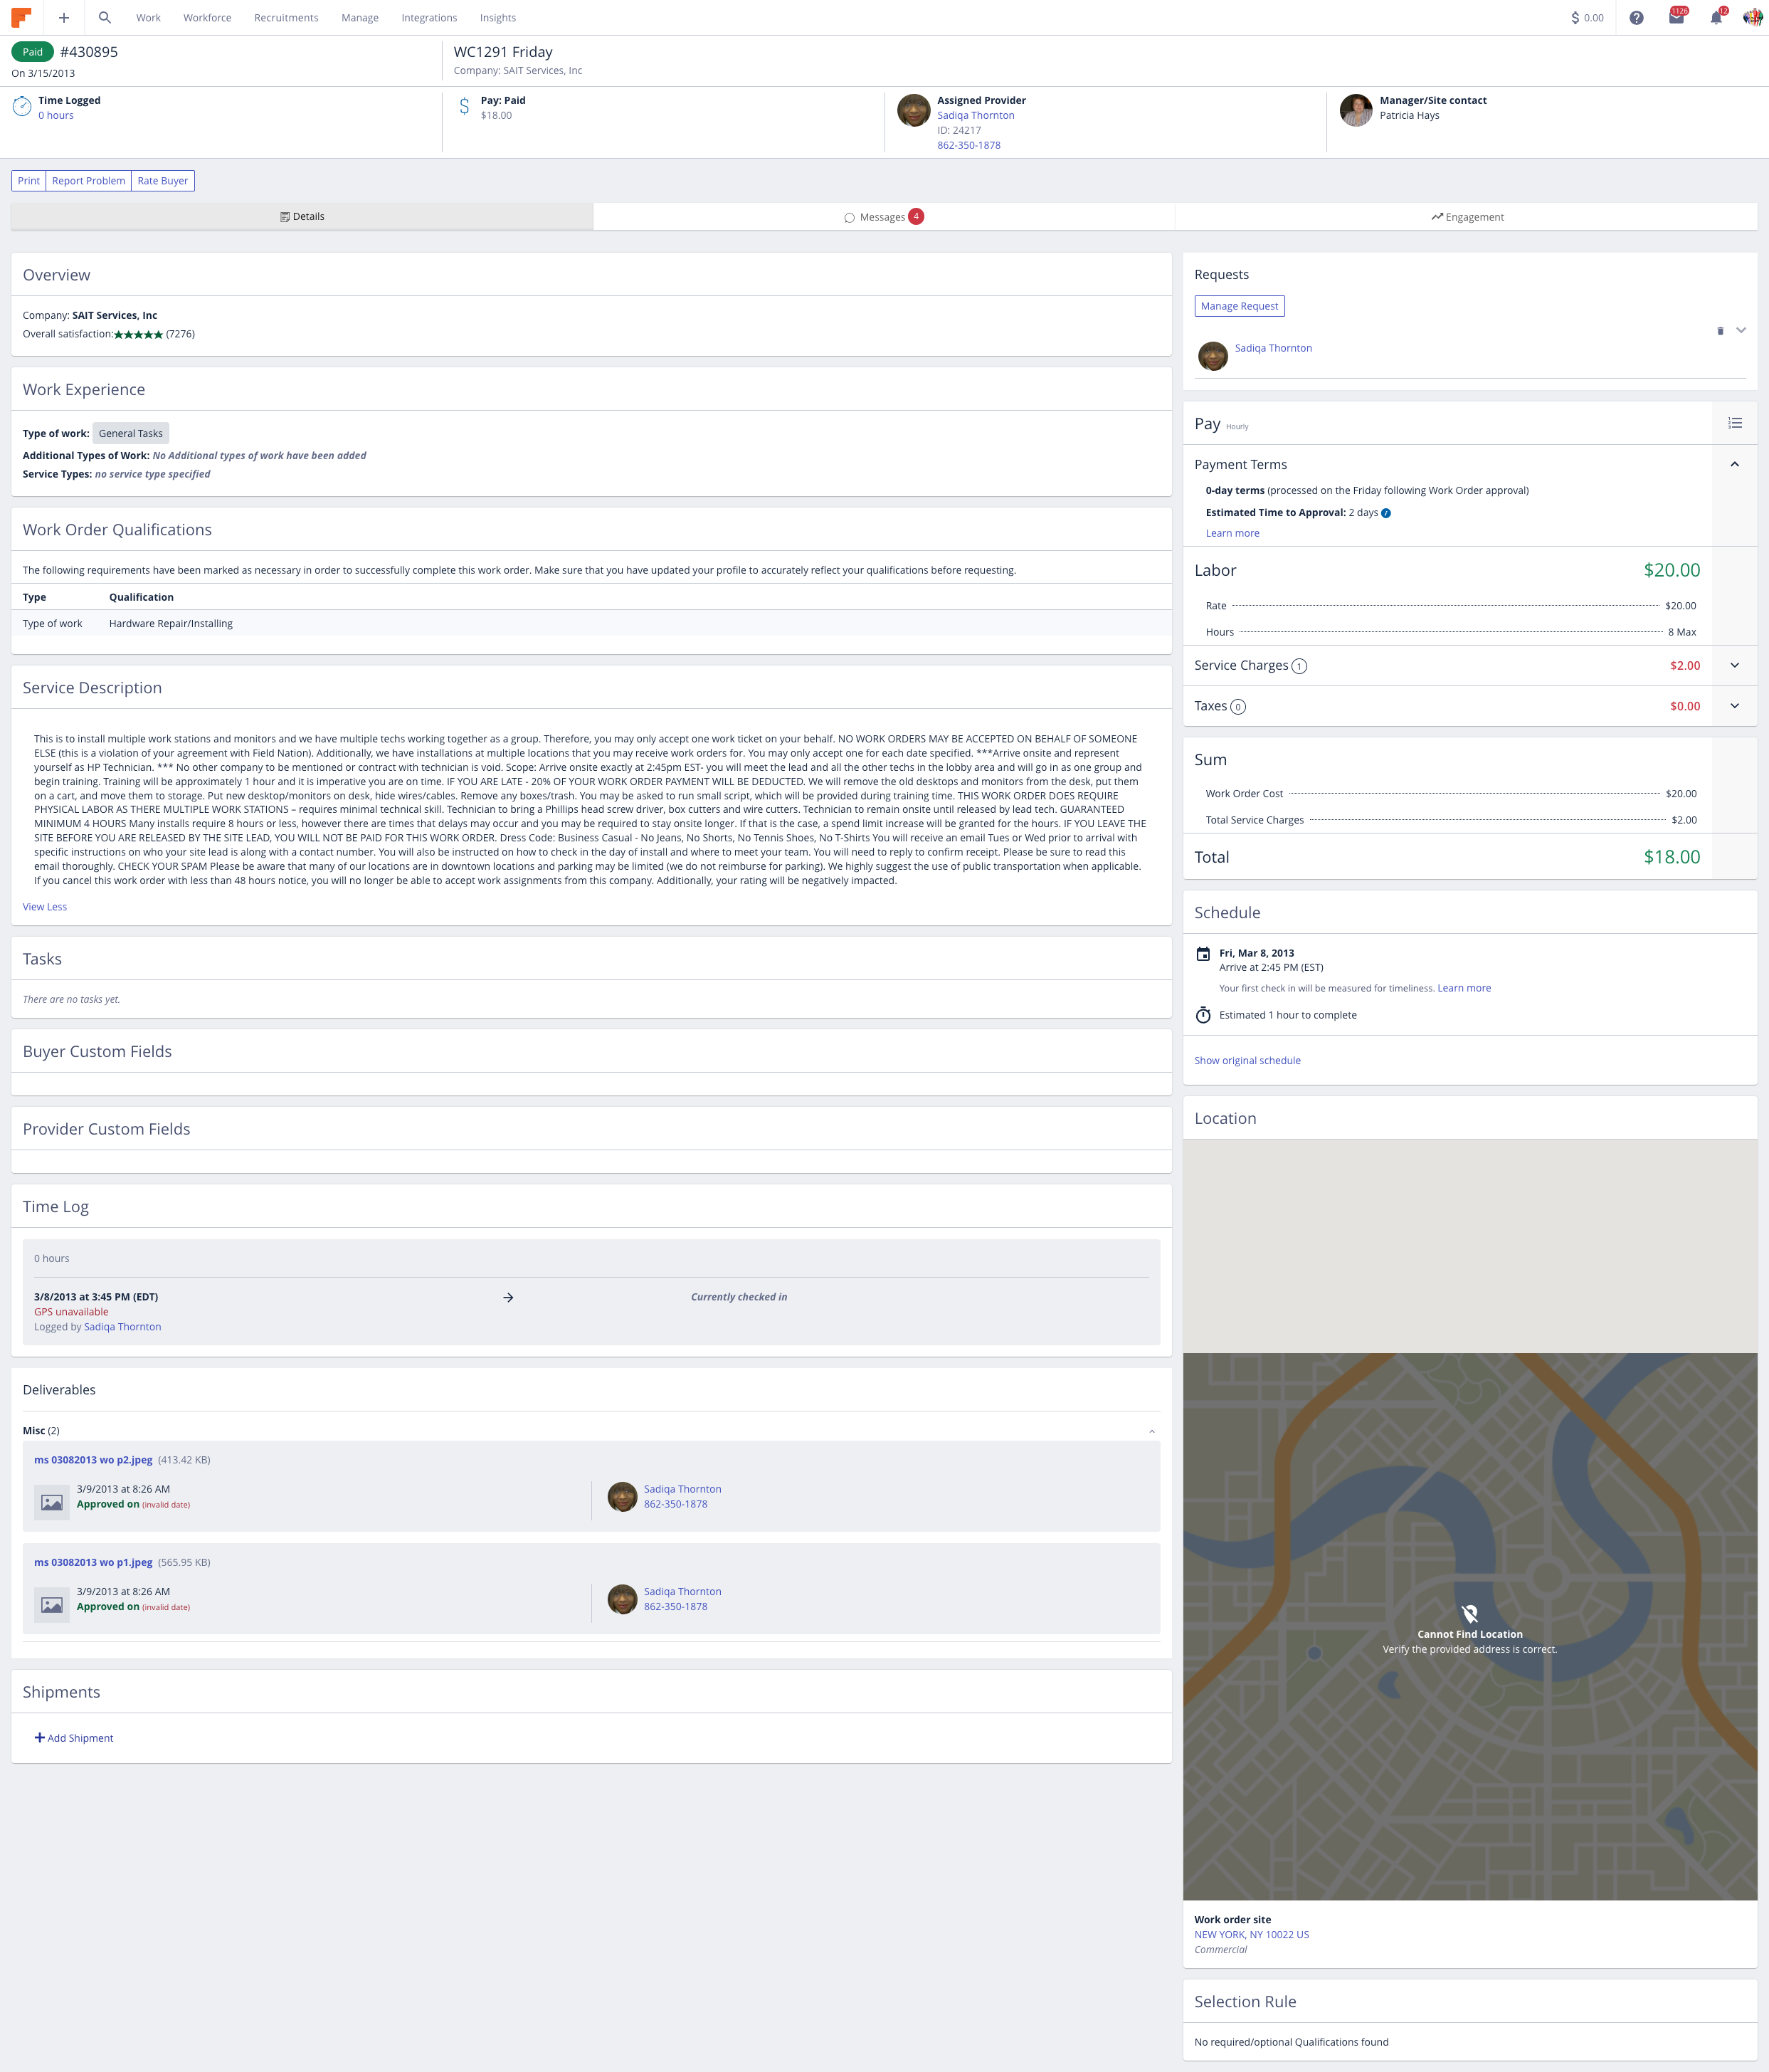 Work Workforce Recruitments Manage Integrations Insights
$ 0.00 1126 12
Paid #430895
On 3/15/2013
WC1291 Friday
Company: SAIT Services, Inc
Time Logged
0 hours
Pay: Paid
$18.00
Assigned Provider
Sadiqa Thornton
ID: 24217
862-350-1878
Manager/Site contact
Patricia Hays
Print Report Problem Rate Buyer
Details Messages 4 Engagement
Overview
Company: SAIT Services, Inc
Overall satisfaction:★★★★★ (7276)
Work Experience
Type of work: General Tasks
Additional Types of Work: No Additional types of work have been added
Service Types: no service type specified
Work Order Qualifications
The following requirements have been marked as necessary in order to successfully complete this work order. Make sure that you have updated your profile to accurately reflect your qualifications before requesting.
Type Qualification
Type of work Hardware Repair/Installing
Service Description
This is to install multiple work stations and monitors and we have multiple techs working together as a group. Therefore, you may only accept one work ticket on your behalf. NO WORK ORDERS MAY BE ACCEPTED ON BEHALF OF SOMEONE
ELSE (this is a violation of your agreement with Field Nation). Additionally, we have installations at multiple locations that you may receive work orders for. You may only accept one for each date specified. ***Arrive onsite and represent
yourself as HP Technician. *** No other company to be mentioned or contract with technician is void. Scope: Arrive onsite exactly at 2:45pm EST- you will meet the lead and all the other techs in the lobby area and will go in as one group and
begin training. Training will be approximately 1 hour and it is imperative you are on time. IF YOU ARE LATE - 20% OF YOUR WORK ORDER PAYMENT WILL BE DEDUCTED. We will remove the old desktops and monitors from the desk, put them
on a cart, and move them to storage. Put new desktop/monitors on desk, hide wires/cables. Remove any boxes/trash. You may be asked to run small script, which will be provided during training time. THIS WORK ORDER DOES REQUIRE
PHYSICAL LABOR AS THERE MULTIPLE WORK STATIONS – requires minimal technical skill. Technician to bring a Phillips head screw driver, box cutters and wire cutters. Technician to remain onsite until released by lead tech. GUARANTEED
MINIMUM 4 HOURS Many installs require 8 hours or less, however there are times that delays may occur and you may be required to stay onsite longer. If that is the case, a spend limit increase will be granted for the hours. IF YOU LEAVE THE
SITE BEFORE YOU ARE RELEASED BY THE SITE LEAD, YOU WILL NOT BE PAID FOR THIS WORK ORDER. Dress Code: Business Casual - No Jeans, No Shorts, No Tennis Shoes, No T-Shirts You will receive an email Tues or Wed prior to arrival with
specific instructions on who your site lead is along with a contact number. You will also be instructed on how to check in the day of install and where to meet your team. You will need to reply to confirm receipt. Please be sure to read this
email thoroughly. CHECK YOUR SPAM Please be aware that many of our locations are in downtown locations and parking may be limited (we do not reimburse for parking). We highly suggest the use of public transportation when applicable.
If you cancel this work order with less than 48 hours notice, you will no longer be able to accept work assignments from this company. Additionally, your rating will be negatively impacted.
View Less
Tasks
There are no tasks yet.
Buyer Custom Fields
Provider Custom Fields
Time Log
0 hours
3/8/2013 at 3:45 PM (EDT) Currently checked in
GPS unavailable
Logged by Sadiqa Thornton
Deliverables
Misc (2)
ms 03082013 wo p2.jpeg (413.42 KB)
3/9/2013 at 8:26 AM
Approved on (invalid date)
Sadiqa Thornton
862-350-1878
ms 03082013 wo p1.jpeg (565.95 KB)
3/9/2013 at 8:26 AM
Approved on (invalid date)
Sadiqa Thornton
862-350-1878
Shipments
Add Shipment
Requests
Manage Request
Sadiqa Thornton
Pay Hourly
Payment Terms
0-day terms (processed on the Friday following Work Order approval)
Estimated Time to Approval: 2 days
Learn more
Labor $20.00
Rate $20.00
Hours 8 Max
Service Charges 1 $2.00
Taxes 0 $0.00
Sum
Work Order Cost $20.00
Total Service Charges $2.00
Total $18.00
Schedule
Fri, Mar 8, 2013
Arrive at 2:45 PM (EST)
Your first check in will be measured for timeliness. Learn more
Estimated 1 hour to complete
Show original schedule
Location
Cannot Find Location
Verify the provided address is correct.
Work order site
NEW YORK, NY 10022 US
Commercial
Selection Rule
No required/optional Qualifications found